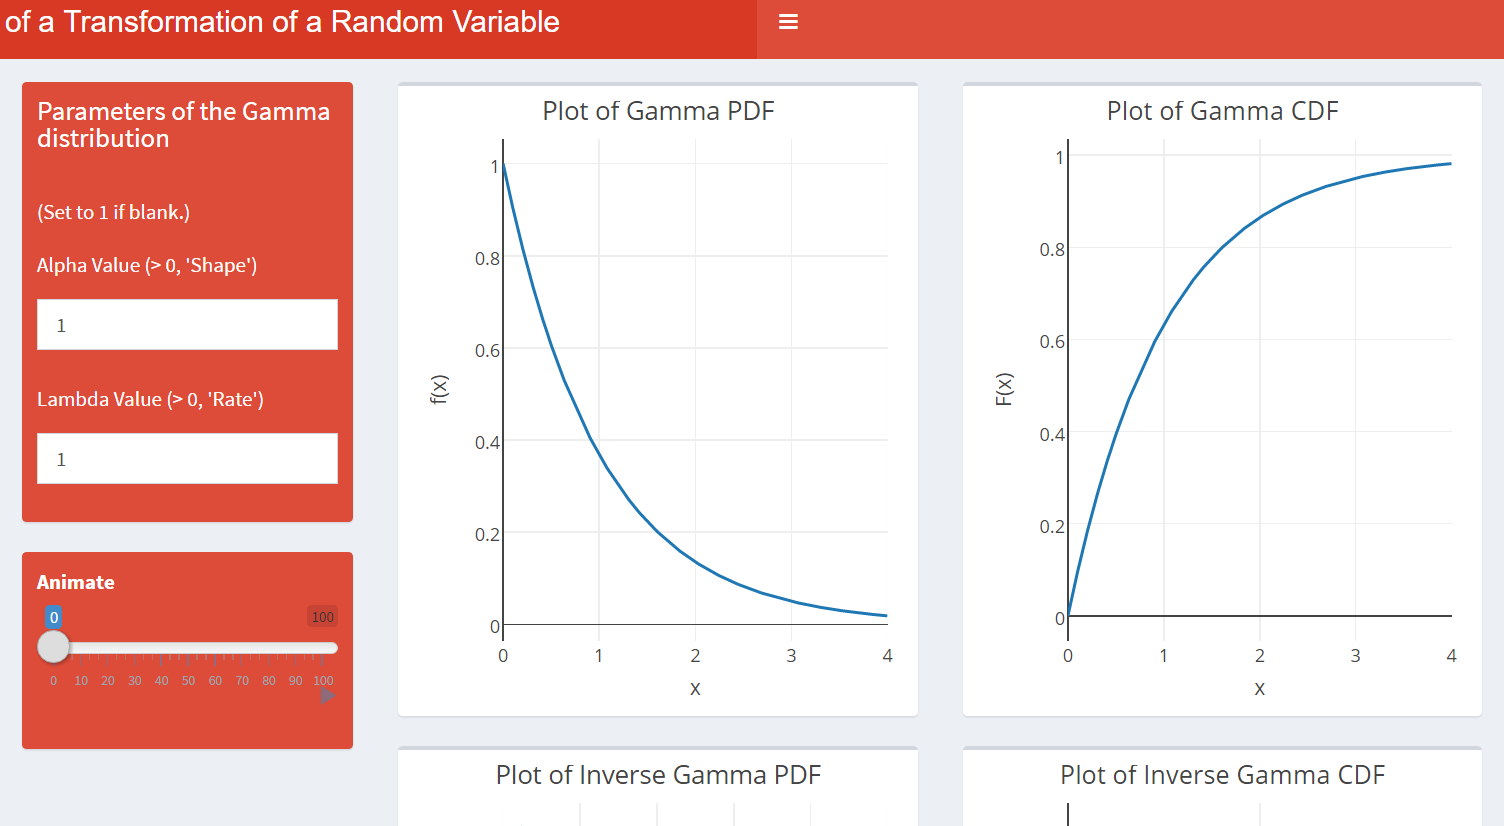 of a Transformation of a Random Variable
Parameters of the Gamma
distribution
(Set to 1 if blank.)
Alpha Value (> 0, 'Shape')
1
Lambda Value (> 0, 'Rate')
1
Animate
0
100
0 10 20 30 40 50 60 70 80 90 100
Plot of Gamma PDF
1
0.8
0.6
0.4
0.2
0
f(x)
0 1 2 3 4
x
Plot of Gamma CDF
1
0.8
0.6
0.4
0.2
0
F(x)
0 1 2 3 4
x
Plot of Inverse Gamma PDF
Plot of Inverse Gamma CDF